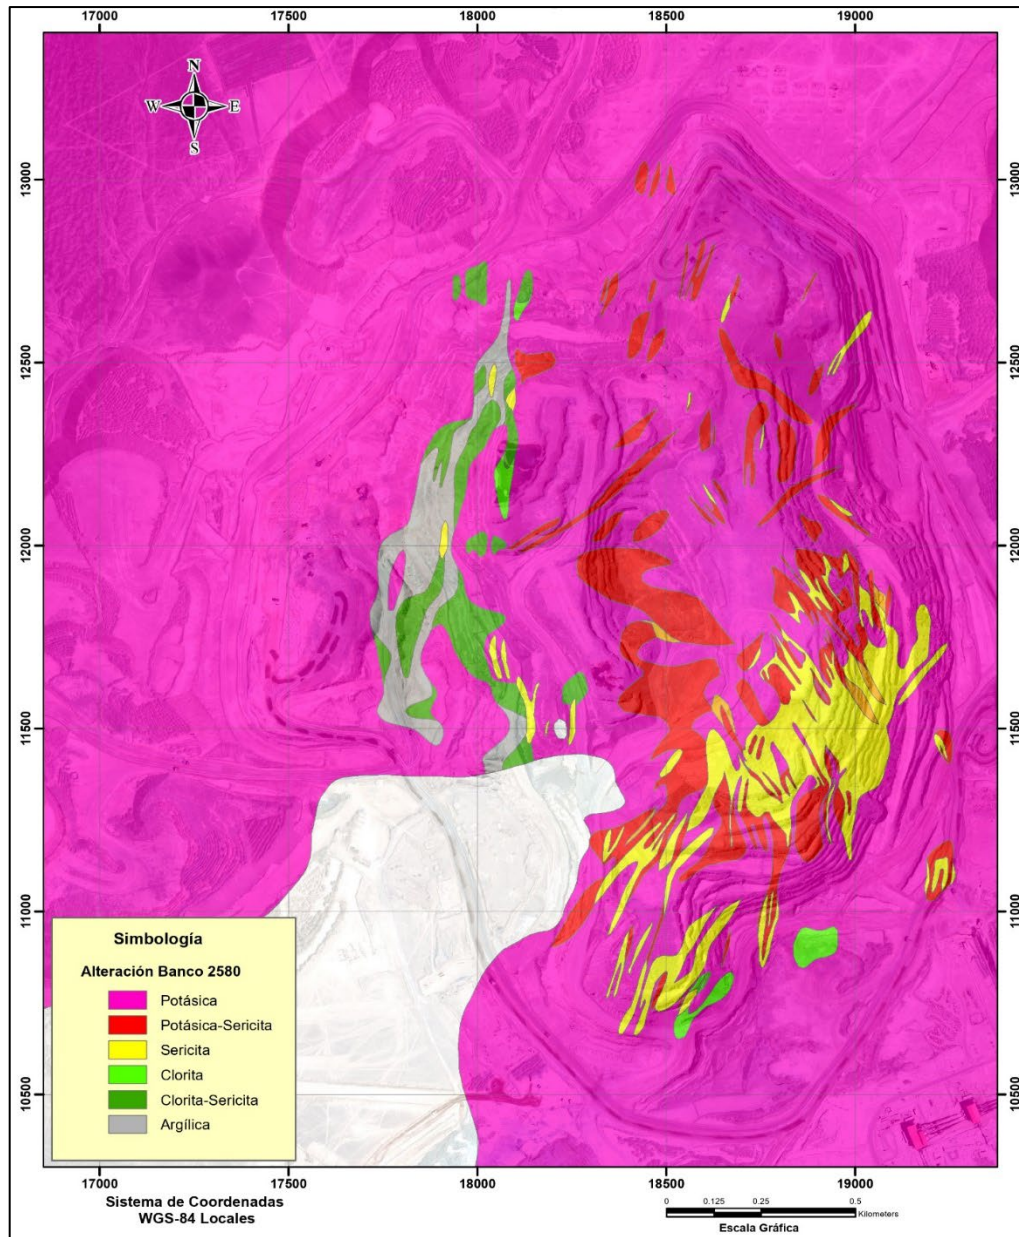 17000 17500 18000 18500 19000
N
W E
S
13000 13000
12500 12500
12000 12000
11500 11500
11000 11000
10500 10500
Simbología
Alteración Banco 2580
Potásica
Potásica-Sericita
Sericita
Clorita
Clorita-Sericita
Argílica
17000 17500 18000 18500 19000
Sistema de Coordenadas
WGS-84 Locales
0 0.125 0.25 0.5
Kilometers
Escala Gráfica